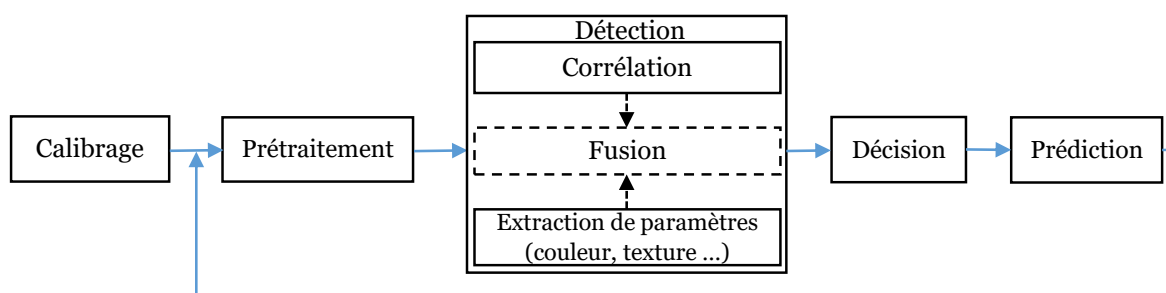 Détection
Corrélation
Calibrage
Prétraitement
Fusion
Décision
Prédiction
Extraction de paramètres
(couleur, texture ...)